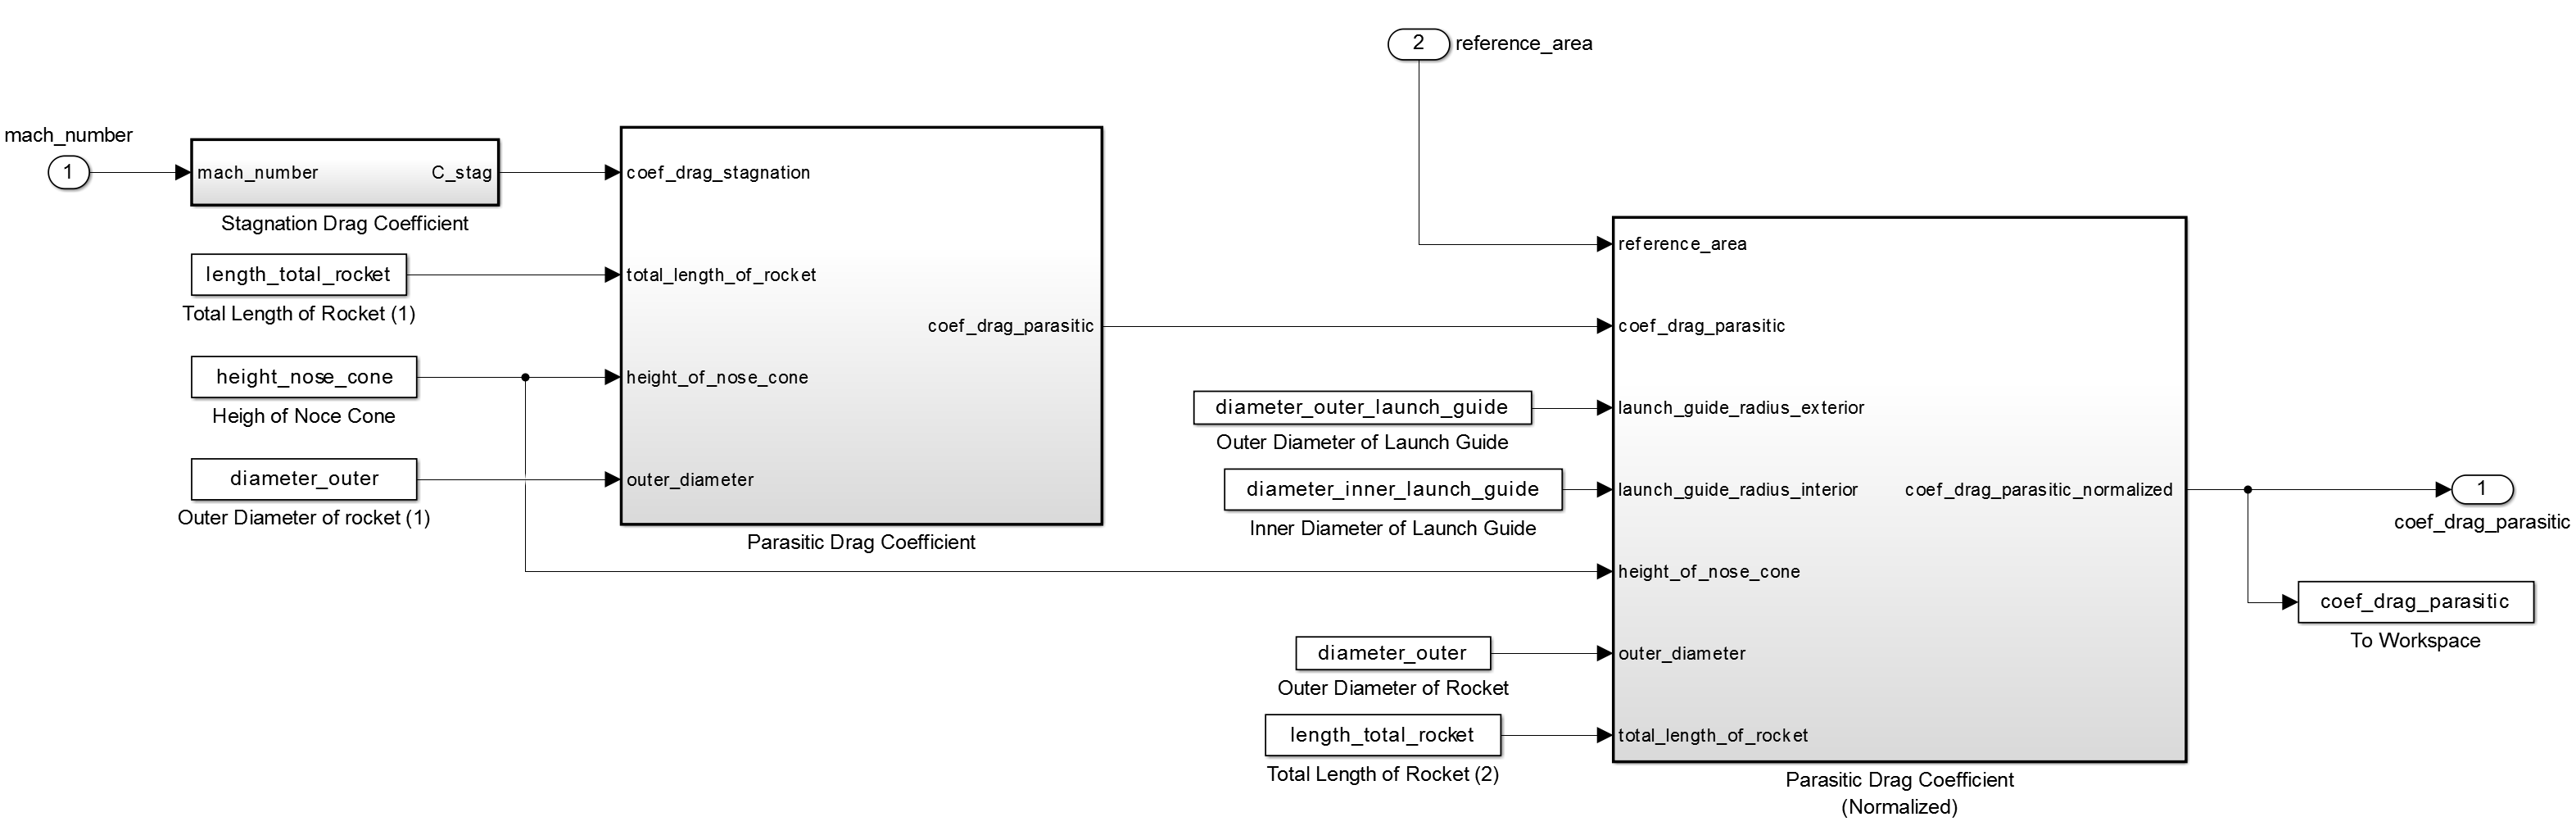 2
reference_area
mach_number
1
mach_number
C_stag
Stagnation Drag Coefficient
length_total_rocket
Total Length of Rocket (1)
height_nose_cone
Heigh of Noce Cone
diameter_outer
Outer Diameter of rocket (1)
coef_drag_stagnation
total_length_of_rocket
height_of_nose_cone
outer_diameter
coef_drag_parasitic
Parasitic Drag Coefficient
diameter_outer_launch_guide
Outer Diameter of Launch Guide
diameter_inner_launch_guide
Inner Diameter of Launch Guide
diameter_outer
Outer Diameter of Rocket
length_total_rocket
Total Length of Rocket (2)
reference_area
coef_drag_parasitic
launch_guide_radius_exterior
launch_guide_radius_interior
height_of_nose_cone
outer_diameter
total_length_of_rocket
coef_drag_parasitic_normalized
Parasitic Drag Coefficient
(Normalized)
1
coef_drag_parasitic
coef_drag_parasitic
To Workspace